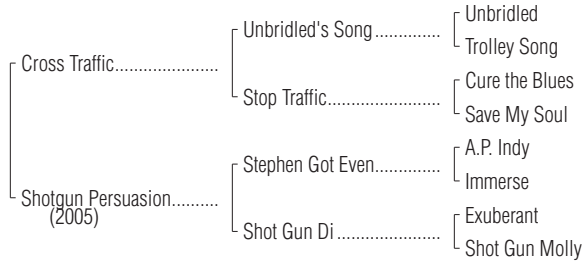 Unbridled
Unbridled's Song..............
Trolley Song
Cross Traffic.....................
Cure the Blues
Stop Traffic........................
Save My Soul
A.P. Indy
Stephen Got Even..............
Immerse
Shotgun Persuasion..........
(2005)
Exuberant
Shot Gun Di ......................
Shot Gun Molly